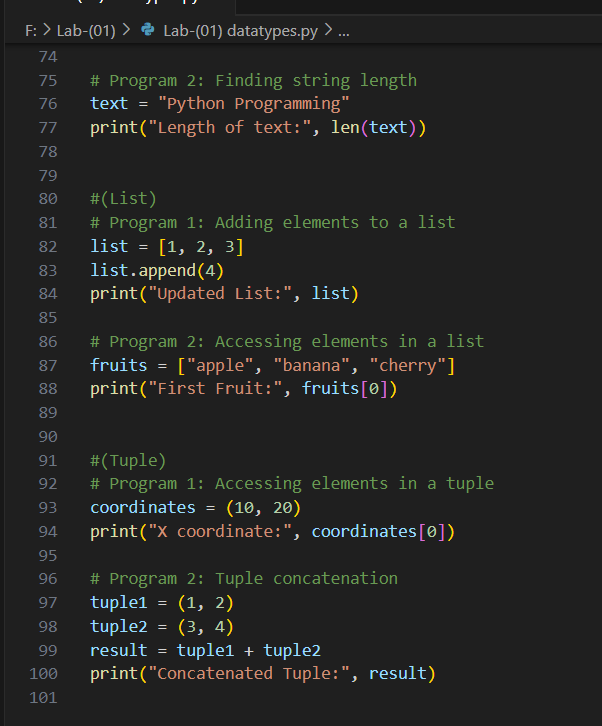 F: > Lab-(01) > Lab-(01) datatypes.py > ...
74
75 # Program 2: Finding string length
76 text = "Python Programming"
77 print("Length of text:", len(text))
78
79
80 #(List)
81 # Program 1: Adding elements to a list
82 list = [1, 2, 3]
83 list.append(4)
84 print("Updated List:", list)
85
86 # Program 2: Accessing elements in a list
87 fruits = ["apple", "banana", "cherry"]
88 print("First Fruit:", fruits[0])
89
90
91 #(Tuple)
92 # Program 1: Accessing elements in a tuple
93 coordinates = (10, 20)
94 print("X coordinate:", coordinates[0])
95
96 # Program 2: Tuple concatenation
97 tuple1 = (1, 2)
98 tuple2 = (3, 4)
99 result = tuple1 + tuple2
100 print("Concatenated Tuple:", result)
101